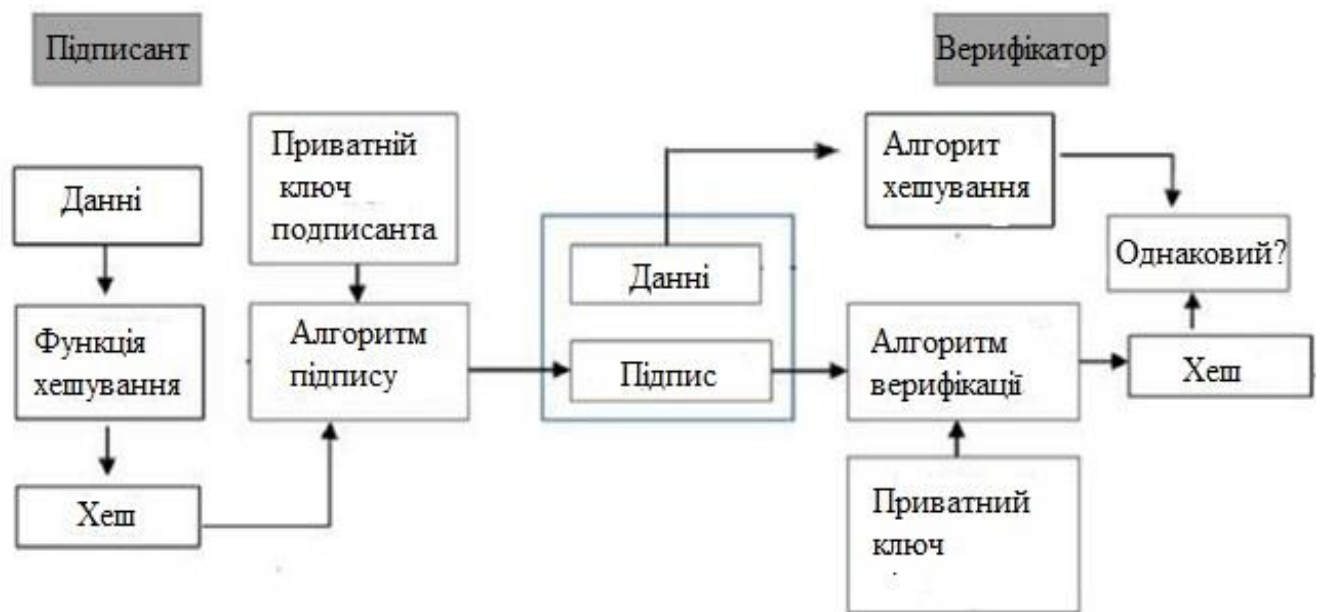 Підписант
Верифікатор
Данні
Функція
хешування
Хеш
Приватній
ключ
подписанта
Алгоритм
підпису
Данні
Підпис
Алгорит
хешування
Однаковий?
Алгоритм
верифікації
Хеш
Приватний
ключ